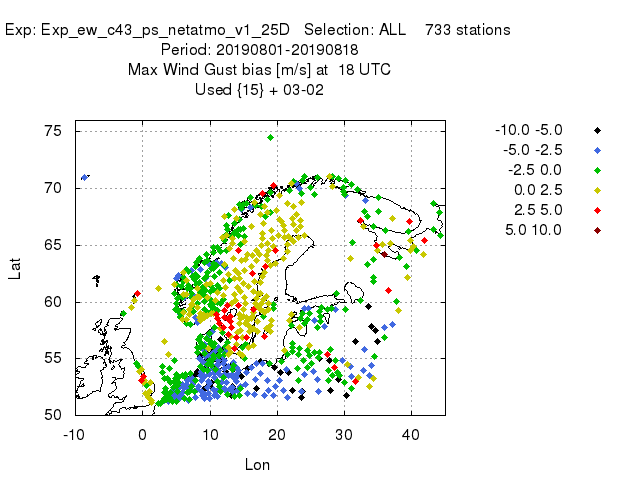 Exp: Exp_ew_c43_ps_netatmo_v1_25D Selection: ALL 733 stations
Period: 20190801-20190818
Max Wind Gust bias [m/s] at 18 UTC
Used {15} + 03-02
75
70
65
60
55
50
Lat
-10 0 10 20 30 40
Lon
-10.0 -5.0
-5.0 -2.5
-2.5 0.0
0.0 2.5
2.5 5.0
5.0 10.0